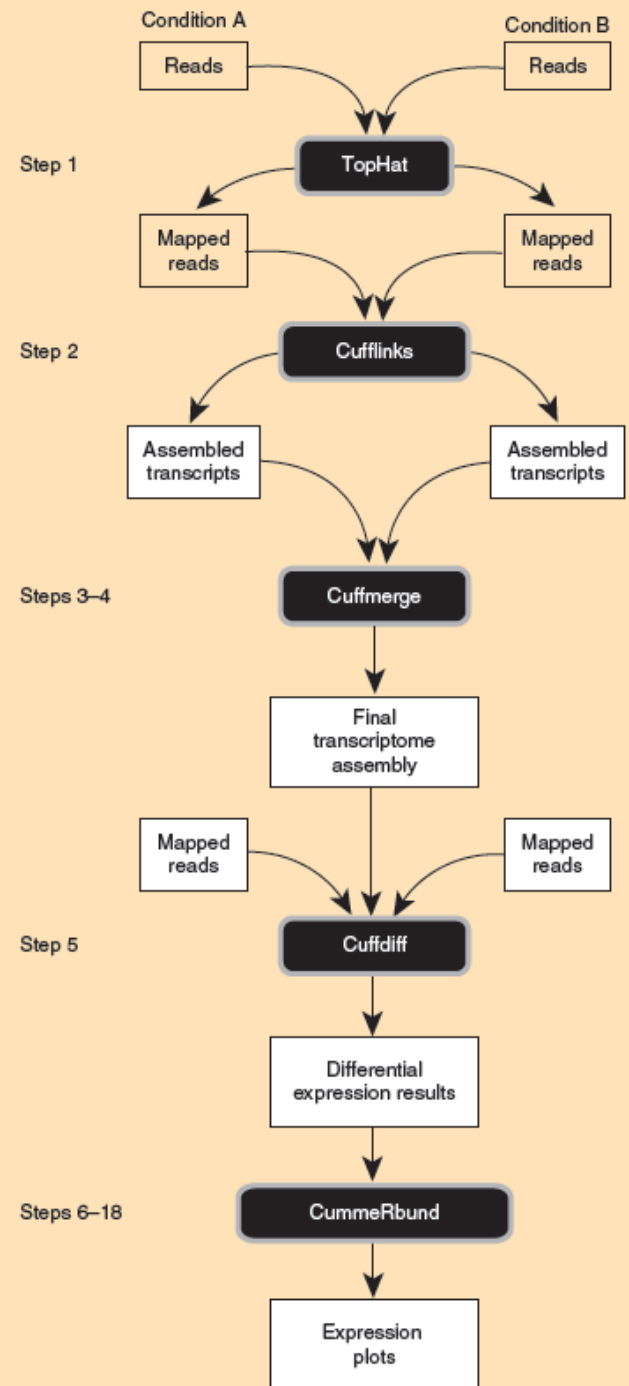 Condition A
Condition B
Reads
Reads
Step 1
TopHat
Mapped
reads
Mapped
reads
Step 2
Cufflinks
Assembled
transcripts
Assembled
transcripts
Steps 3–4
Cuffmerge
Final
transcriptome
assembly
Mapped
reads
Mapped
reads
Step 5
Cuffdiff
Differential
expression results
Steps 6–18
CummeRbund
Expression
plots